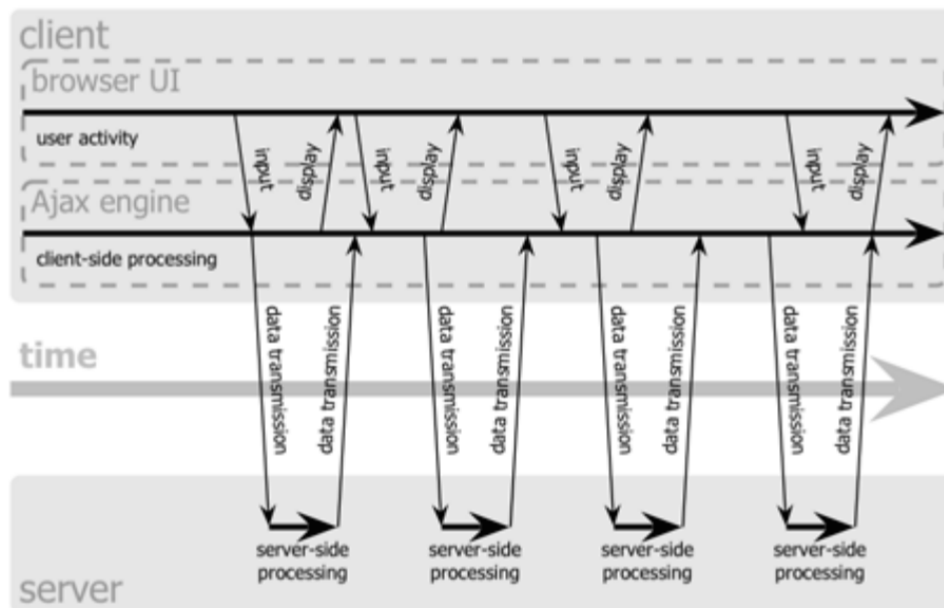 client
browser UI
user activity
input
display
input
display
input
display
input
display
Ajax engine
client-side processing
data transmission
data transmission
data transmission
data transmission
data transmission
data transmission
data transmission
data transmission
time
server-side
processing
server-side
processing
server-side
processing
server-side
processing
server